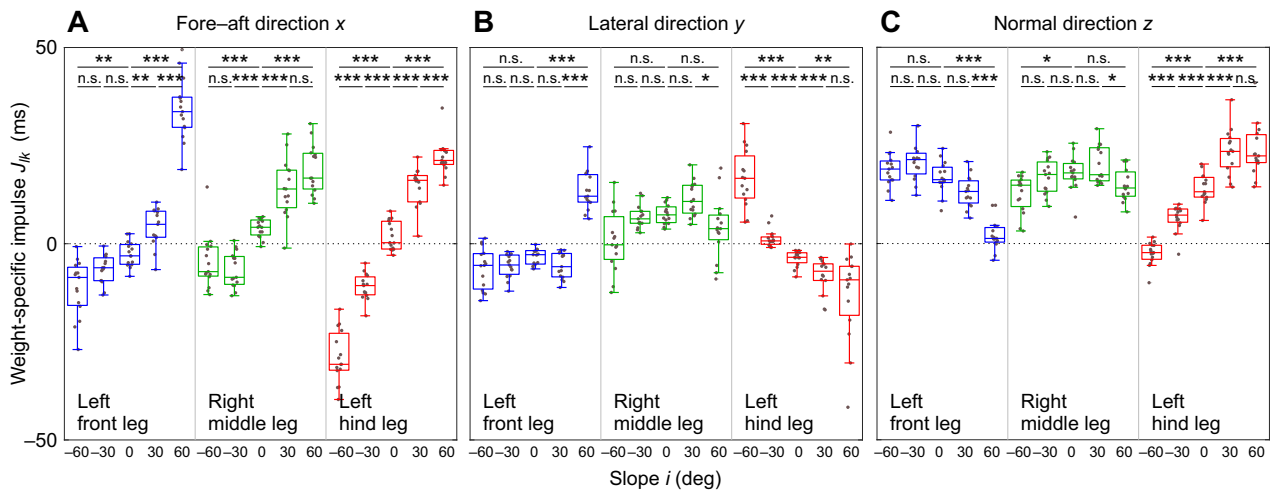 A Fore–aft direction x
B Lateral direction y
C Normal direction z
Weight-specific impulse J_lk (ms)
50
0
–50
** *** *** *** *** ***
n.s. n.s. ** *** n.s. *** *** n.s. *** *** *** ***
n.s. *** n.s. n.s. *** **
n.s. n.s. n.s. *** n.s. n.s. n.s. * *** *** *** n.s.
n.s. *** * n.s. *** ***
n.s. n.s. n.s. *** n.s. n.s. n.s. * *** *** *** n.s.
Left
front leg
Right
middle leg
Left
hind leg
Left
front leg
Right
middle leg
Left
hind leg
Left
front leg
Right
middle leg
Left
hind leg
–60 –30 0 30 60 –60 –30 0 30 60 –60 –30 0 30 60
–60 –30 0 30 60 –60 –30 0 30 60 –60 –30 0 30 60
–60 –30 0 30 60 –60 –30 0 30 60 –60 –30 0 30 60
Slope i (deg)